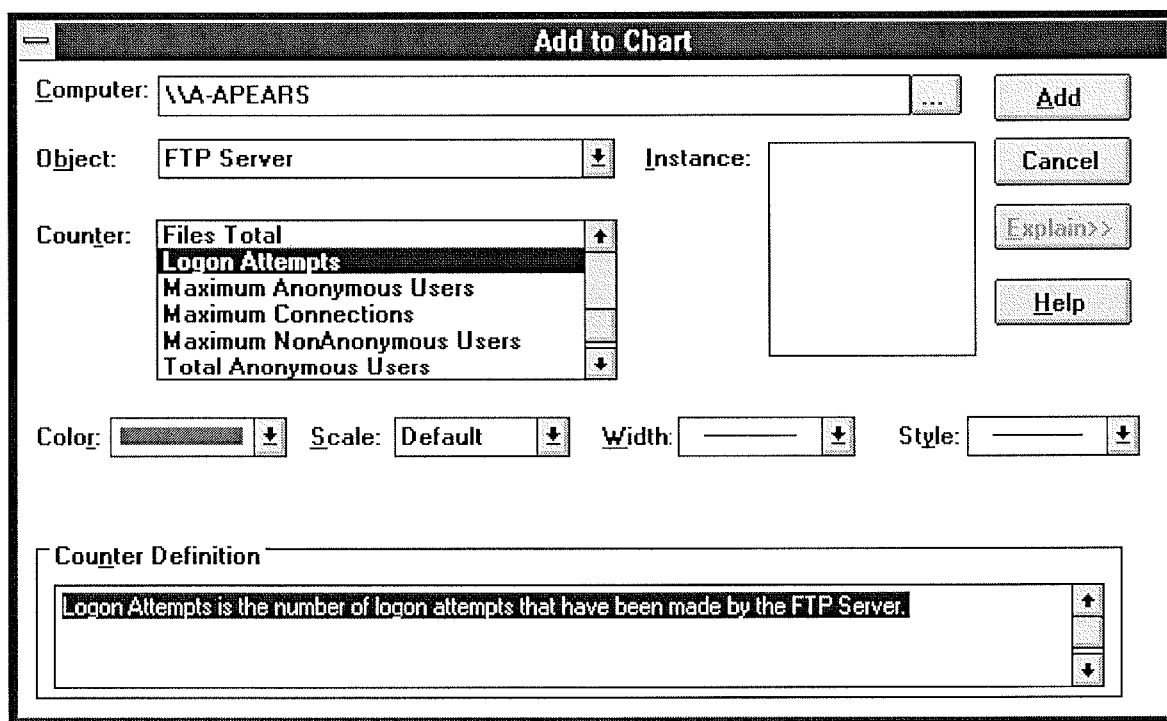 Add to Chart
Computer: \\A-APEARS ... Add
Object: FTP Server Instance: Cancel
Counter: Files Total Explain>>
Logon Attempts
Maximum Anonymous Users
Maximum Connections Help
Maximum NonAnonymous Users
Total Anonymous Users
Color: Scale: Default Width: Style:
Counter Definition
Logon Attempts is the number of logon attempts that have been made by the FTP Server.